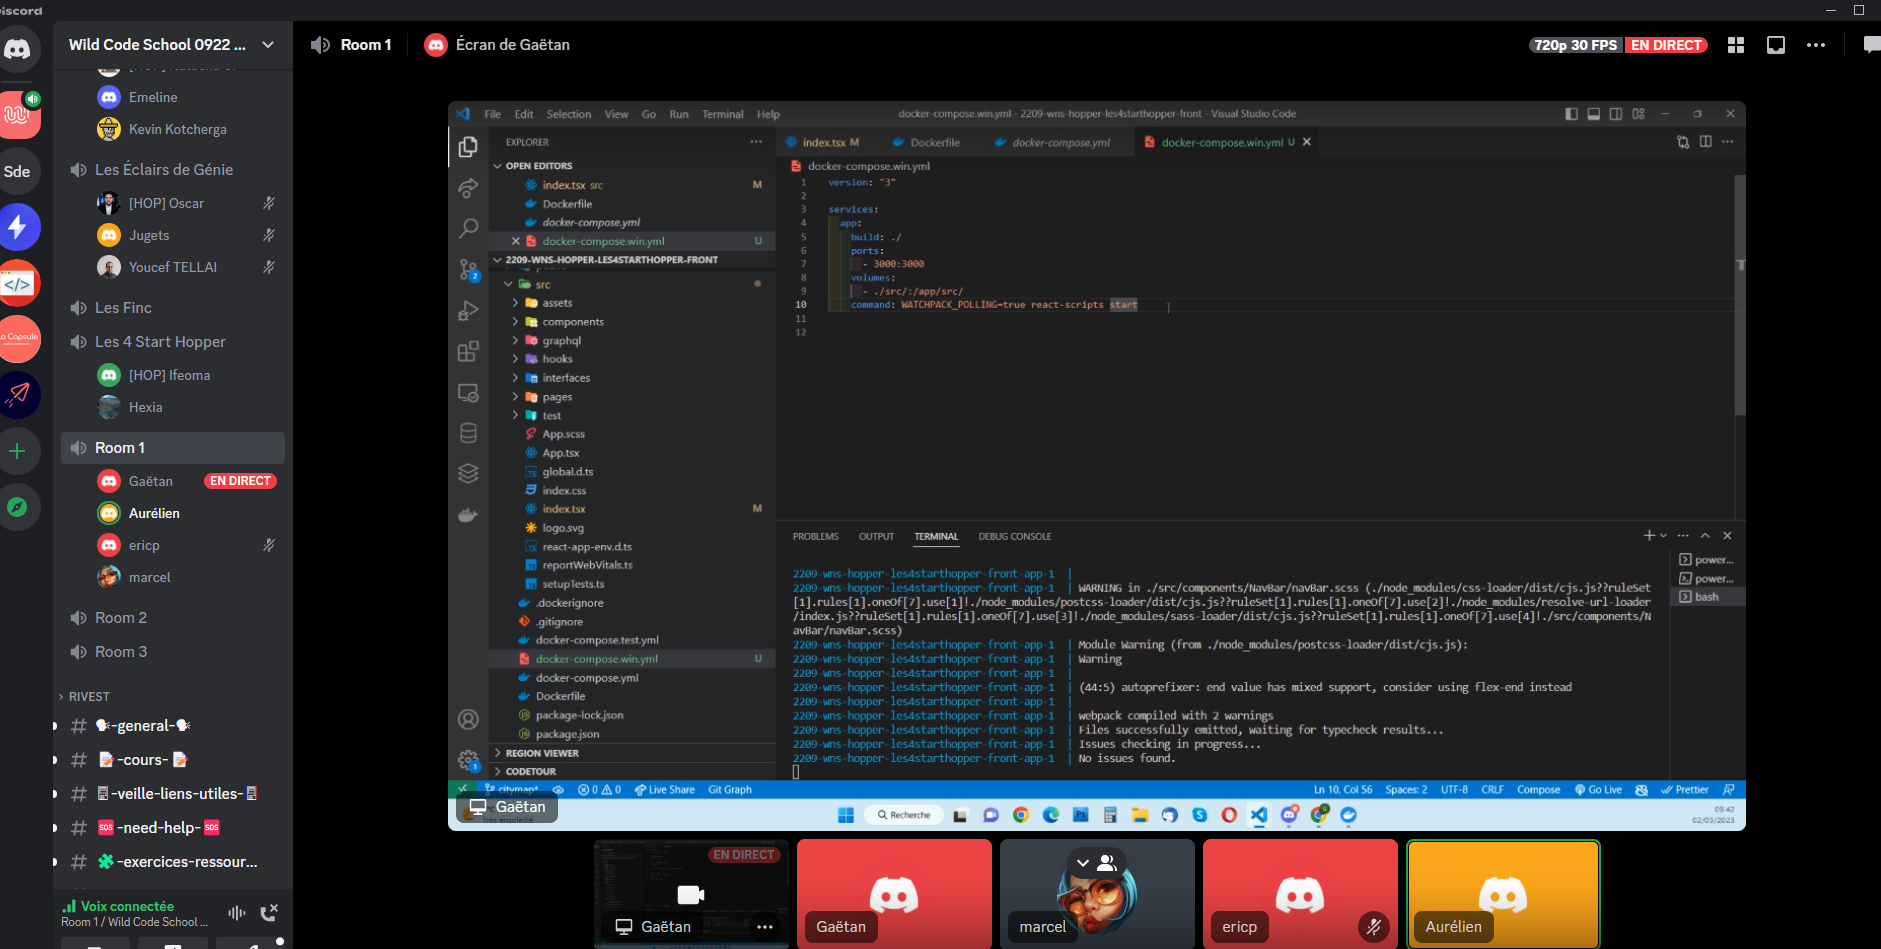 Discord
Wild Code School 0922 ...
Emeline
Kevin Kotcherga
Les Éclairs de Génie
[HOP] Oscar
Jugets
Youcef TELLAI
Les Finc
Les 4 Start Hopper
[HOP] Ifeoma
Hexia
Room 1
Gaëtan EN DIRECT
Aurélien
ericp
marcel
Room 2
Room 3
RIVEST
-general-
-cours-
-veille-liens-utiles-
-need-help-
-exercices-ressour...
Voix connectée
Room 1 / Wild Code School ...
Sde
La Capsule
Room 1
Écran de Gaëtan
720p 30 FPS EN DIRECT
File Edit Selection View Go Run Terminal Help
docker-compose.win.yml - 2209-wns-hopper-les4starthopper-front - Visual Studio Code
EXPLORER
OPEN EDITORS
index.tsx src M
Dockerfile
docker-compose.yml
docker-compose.win.yml U
2209-WNS-HOPPER-LES4STARTHOPPER-FRONT
src
assets
components
graphql
hooks
interfaces
pages
test
App.scss
App.tsx
global.d.ts
index.css
index.tsx M
logo.svg
react-app-env.d.ts
reportWebVitals.ts
setupTests.ts
.dockerignore
.gitignore
docker-compose.test.yml
docker-compose.win.yml U
docker-compose.yml
Dockerfile
package-lock.json
package.json
REGION VIEWER
CODETOUR
index.tsx M
Dockerfile
docker-compose.yml
docker-compose.win.yml U
docker-compose.win.yml
1 version: "3"
2
3 services:
4 app:
5 build: ./
6 ports:
7 - 3000:3000
8 volumes:
9 - ./src/:/app/src/
10 command: WATCHPACK_POLLING=true react-scripts start
11
12
PROBLEMS OUTPUT TERMINAL DEBUG CONSOLE
power...
power...
bash
2209-wns-hopper-les4starthopper-front-app-1 |
2209-wns-hopper-les4starthopper-front-app-1 | WARNING in ./src/components/NavBar/navBar.scss (./node_modules/css-loader/dist/cjs.js??ruleSet
[1].rules[1].oneOf[7].use[1]!./node_modules/postcss-loader/dist/cjs.js??ruleSet[1].rules[1].oneOf[7].use[2]!./node_modules/resolve-url-loader
/index.js??ruleSet[1].rules[1].oneOf[7].use[3]!./node_modules/sass-loader/dist/cjs.js??ruleSet[1].rules[1].oneOf[7].use[4]!./src/components/N
avBar/navBar.scss)
2209-wns-hopper-les4starthopper-front-app-1 | Module Warning (from ./node_modules/postcss-loader/dist/cjs.js):
2209-wns-hopper-les4starthopper-front-app-1 | Warning
2209-wns-hopper-les4starthopper-front-app-1 |
2209-wns-hopper-les4starthopper-front-app-1 | (44:5) autoprefixer: end value has mixed support, consider using flex-end instead
2209-wns-hopper-les4starthopper-front-app-1 |
2209-wns-hopper-les4starthopper-front-app-1 | webpack compiled with 2 warnings
2209-wns-hopper-les4starthopper-front-app-1 | Files successfully emitted, waiting for typecheck results...
2209-wns-hopper-les4starthopper-front-app-1 | Issues checking in progress...
2209-wns-hopper-les4starthopper-front-app-1 | No issues found.
citymap* 0 0 Live Share Git Graph
Ln 10, Col 56 Spaces: 2 UTF-8 CRLF Compose Go Live Prettier
Gaëtan
Recherche
09:42
02/03/2023
EN DIRECT
Gaëtan
Gaëtan
marcel
ericp
Aurélien